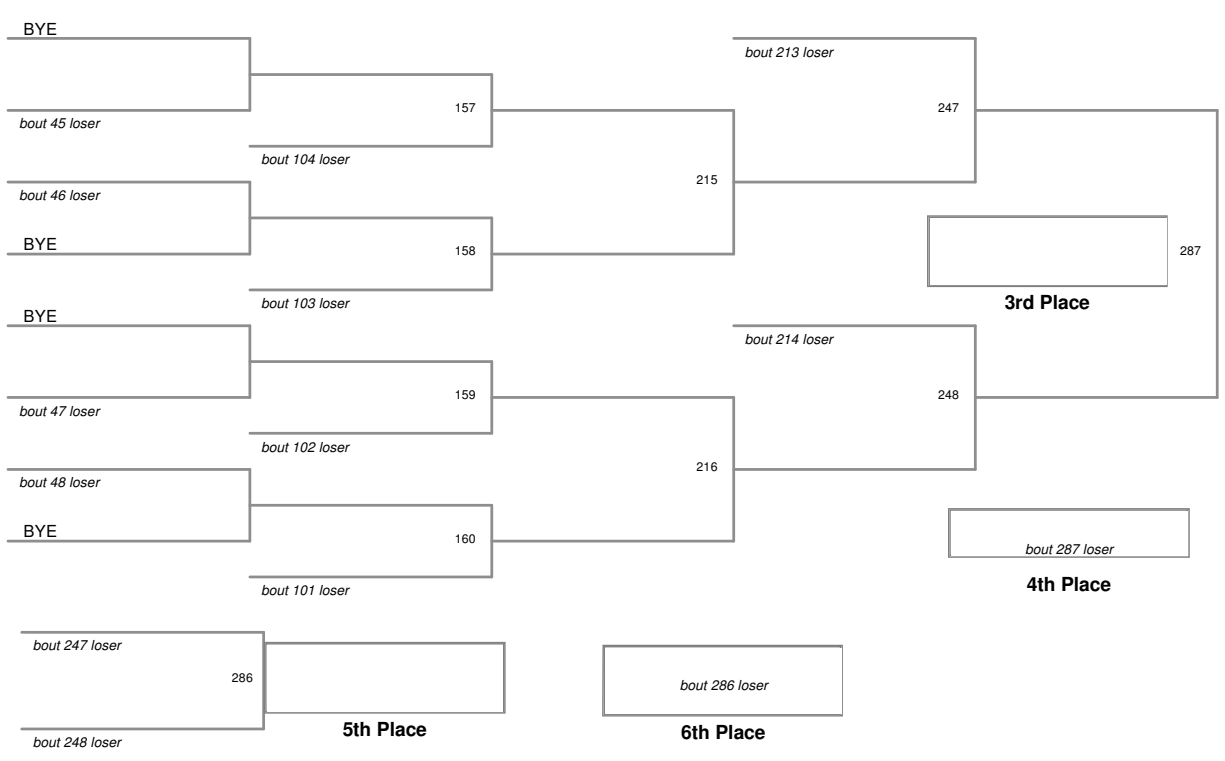 BYE
bout 213 loser
157
247
bout 45 loser
bout 104 loser
215
bout 46 loser
BYE
158
287
bout 103 loser
3rd Place
BYE
bout 214 loser
159
248
bout 47 loser
bout 102 loser
216
bout 48 loser
BYE
160
bout 287 loser
bout 101 loser
4th Place
bout 247 loser
286
bout 286 loser
5th Place
6th Place
bout 248 loser